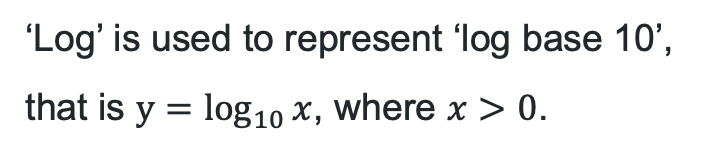 ‘Log’ is used to represent ‘log base 10’,
that is y = log₁₀ x, where x > 0.